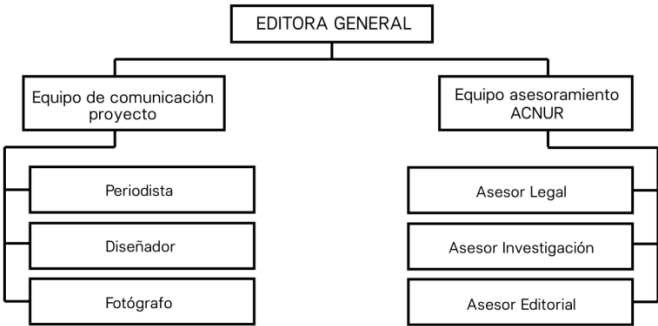 EDITORA GENERAL
Equipo de comunicación
proyecto
Equipo asesoramiento
ACNUR
Periodista
Diseñador
Fotógrafo
Asesor Legal
Asesor Investigación
Asesor Editorial